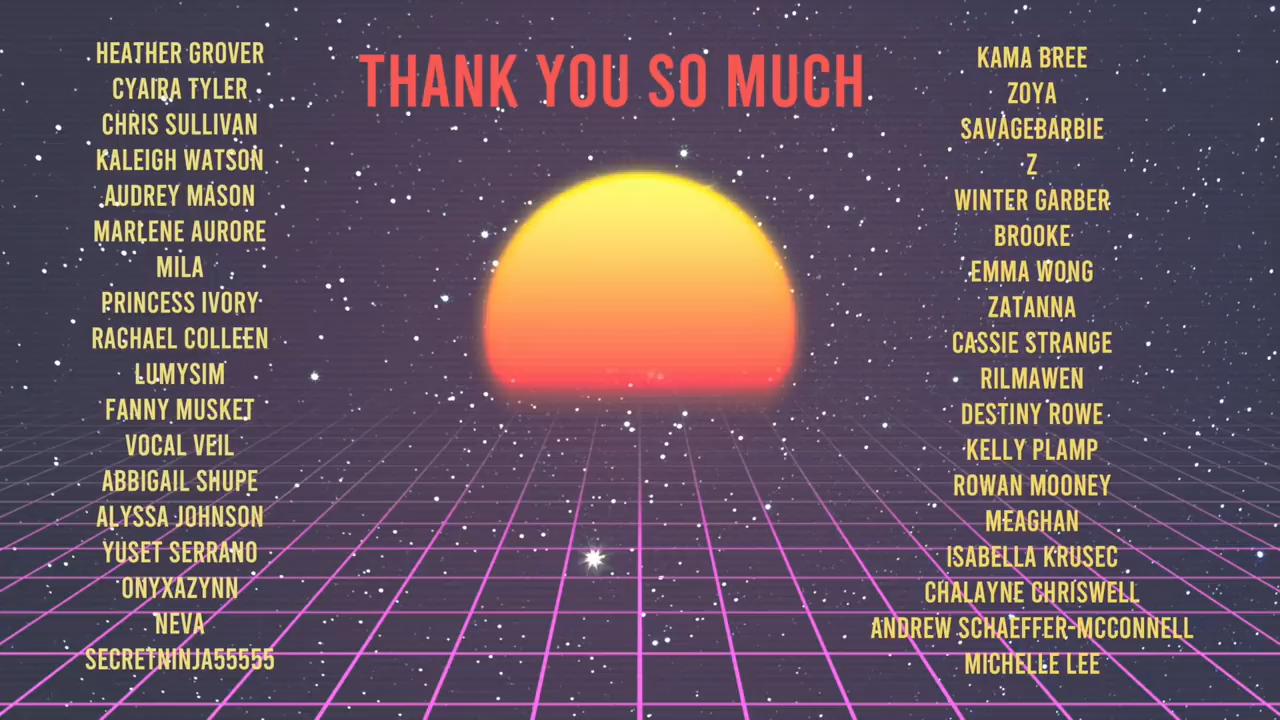 THANK YOU SO MUCH
HEATHER GROVER
CYAIRA TYLER
CHRIS SULLIVAN
KALEIGH WATSON
AUDREY MASON
MARLENE AURORE
MILA
PRINCESS IVORY
RAGHAEL COLLEEN
LUMYSIM
FANNY MUSKET
VOCAL VEIL
ABBIGAIL SHUPE
ALYSSA JOHNSON
YUSET SERRANO
ONYXAZYNN
NEVA
SECRETNINJA55555
KAMA BREE
ZOYA
SAVAGEBARBIE
Z
WINTER GARBER
BROOKE
EMMA WONG
ZATANNA
CASSIE STRANGE
RILMAWEN
DESTINY ROWE
KELLY PLAMP
ROWAN MOONEY
MEAGHAN
ISABELLA KRUSEC
CHALAYNE CHRISWELL
ANDREW SCHAEFFER-MCCONNELL
MICHELLE LEE